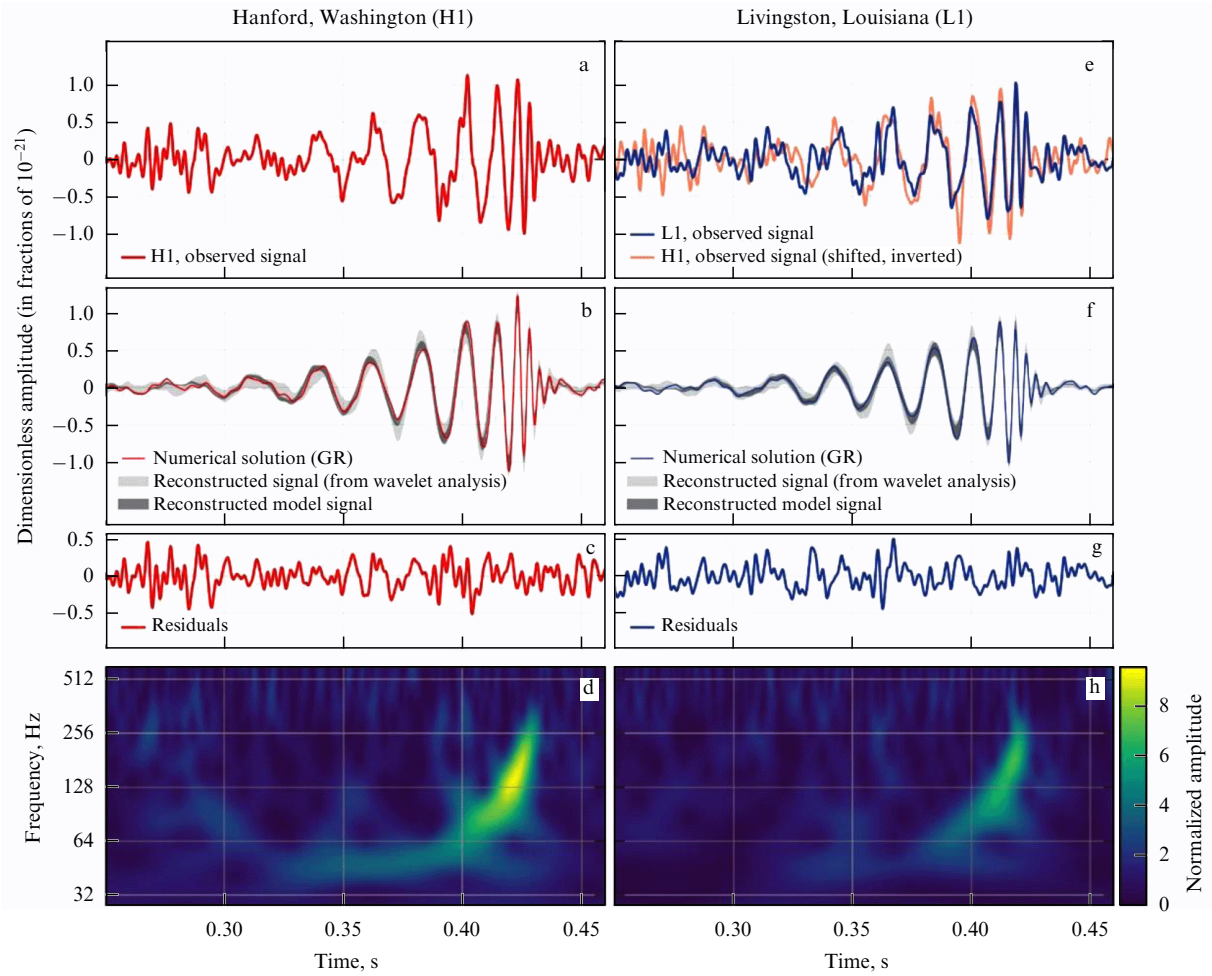 Hanford, Washington (H1)
Livingston, Louisiana (L1)
Dimensionless amplitude (in fractions of 10⁻²¹)
a
1.0
0.5
0
−0.5
−1.0
H1, observed signal
e
L1, observed signal
H1, observed signal (shifted, inverted)
b
1.0
0.5
0
−0.5
−1.0
Numerical solution (GR)
Reconstructed signal (from wavelet analysis)
Reconstructed model signal
f
Numerical solution (GR)
Reconstructed signal (from wavelet analysis)
Reconstructed model signal
c
0.5
0
−0.5
Residuals
g
Residuals
Frequency, Hz
d
512
256
128
64
32
h
8
6
4
2
0
Normalized amplitude
0.30 0.35 0.40 0.45
0.30 0.35 0.40 0.45
Time, s
Time, s